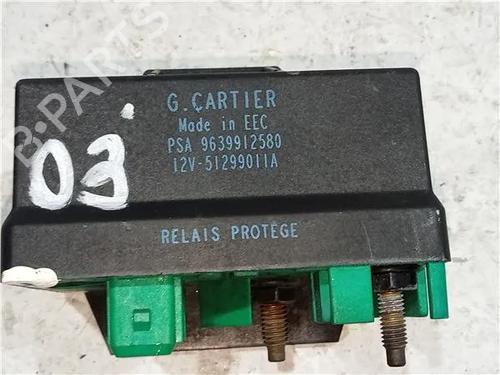 B-PARTS
G. CARTIER
Made in EEC
PSA 9639912580
12V-51299011A
03
RELAIS PROTEGE